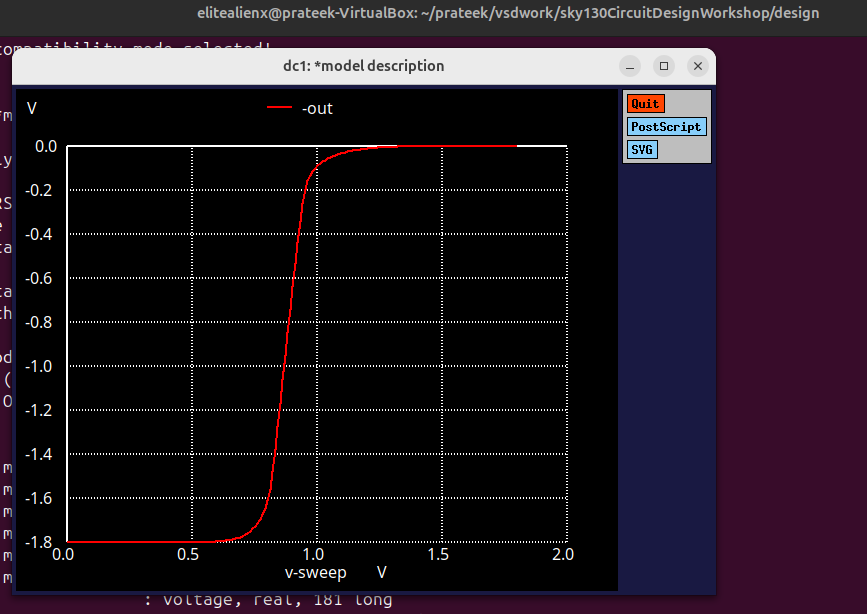 elitealienx@prateek-VirtualBox: ~/prateek/vsdwork/sky130CircuitDesignWorkshop/design
dc1: *model description
V
-out
Quit
PostScript
SVG
0.0
-0.2
-0.4
-0.6
-0.8
-1.0
-1.2
-1.4
-1.6
-1.8
0.0 0.5 1.0 1.5 2.0
v-sweep V
: voltage, real, 181 long